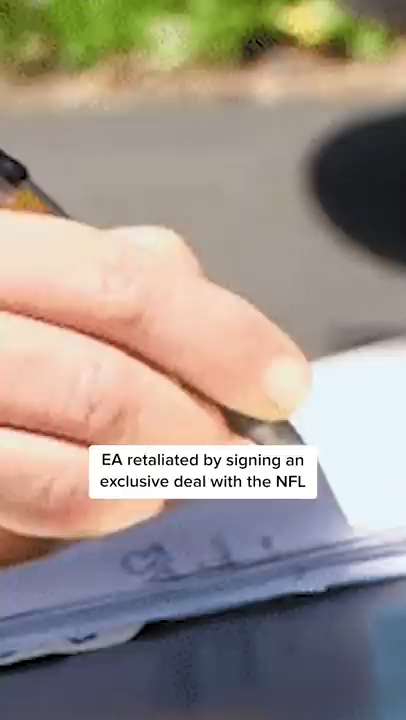 EA retaliated by signing an
exclusive deal with the NFL